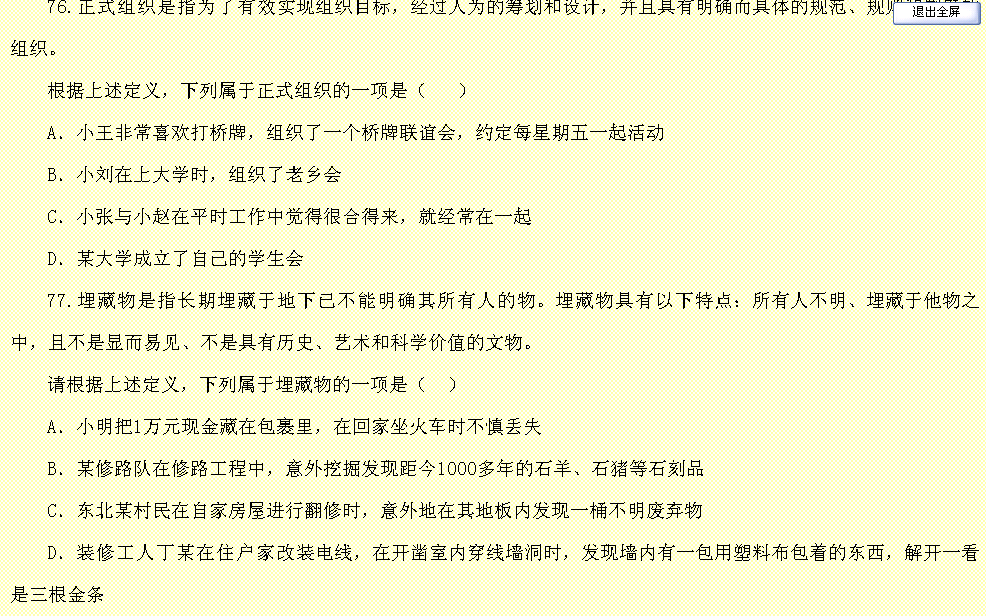 76.正式组织是指为了有效实现组织目标，经过人为的筹划和设计，并且具有明确而具体的规范、规则
退出全屏
组织。
根据上述定义，下列属于正式组织的一项是（ ）
A．小王非常喜欢打桥牌，组织了一个桥牌联谊会，约定每星期五一起活动
B．小刘在上大学时，组织了老乡会
C．小张与小赵在平时工作中觉得很合得来，就经常在一起
D．某大学成立了自己的学生会
77.埋藏物是指长期埋藏于地下已不能明确其所有人的物。埋藏物具有以下特点：所有人不明、埋藏于他物之
中，且不是显而易见、不是具有历史、艺术和科学价值的文物。
请根据上述定义，下列属于埋藏物的一项是（ ）
A．小明把1万元现金藏在包裹里，在回家坐火车时不慎丢失
B．某修路队在修路工程中，意外挖掘发现距今1000多年的石羊、石猪等石刻品
C．东北某村民在自家房屋进行翻修时，意外地在其地板内发现一桶不明废弃物
D．装修工人丁某在住户家改装电线，在开凿室内穿线墙洞时，发现墙内有一包用塑料布包着的东西，解开一看
是三根金条